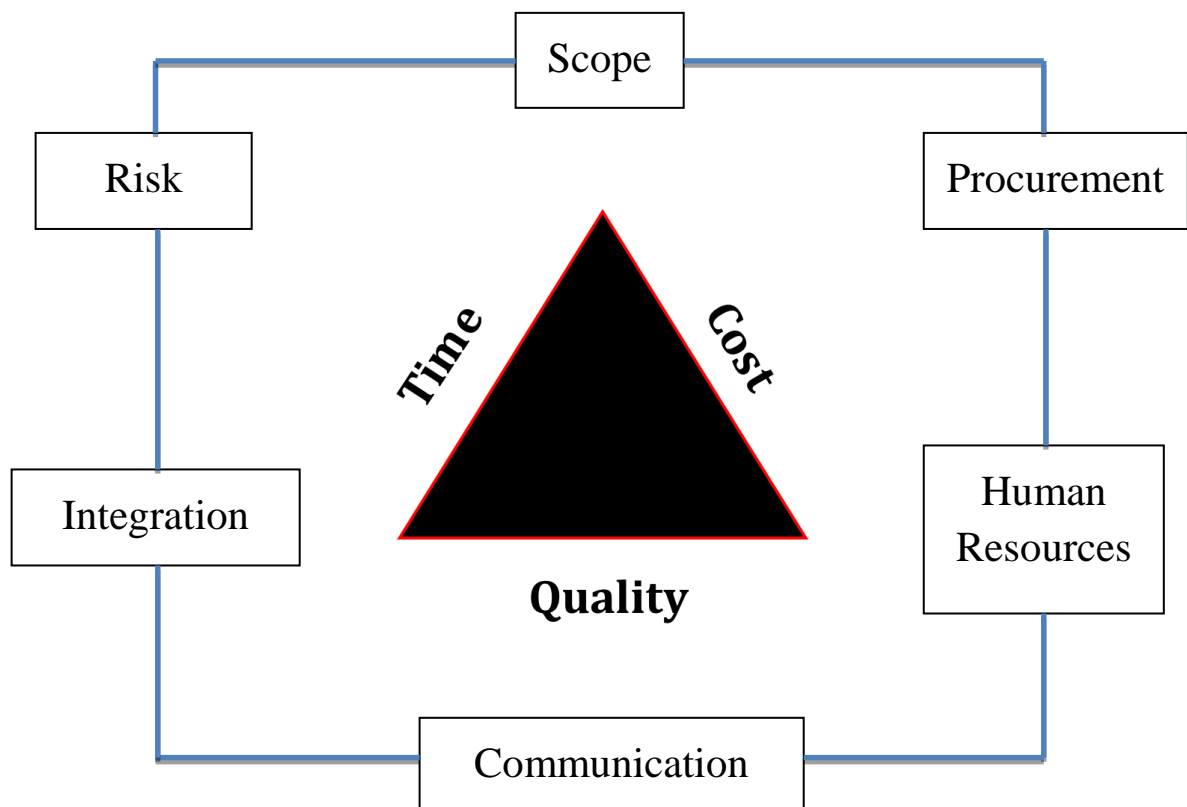 Scope
Risk
Procurement
Time
Cost
Integration
Human
Resources
Quality
Communication